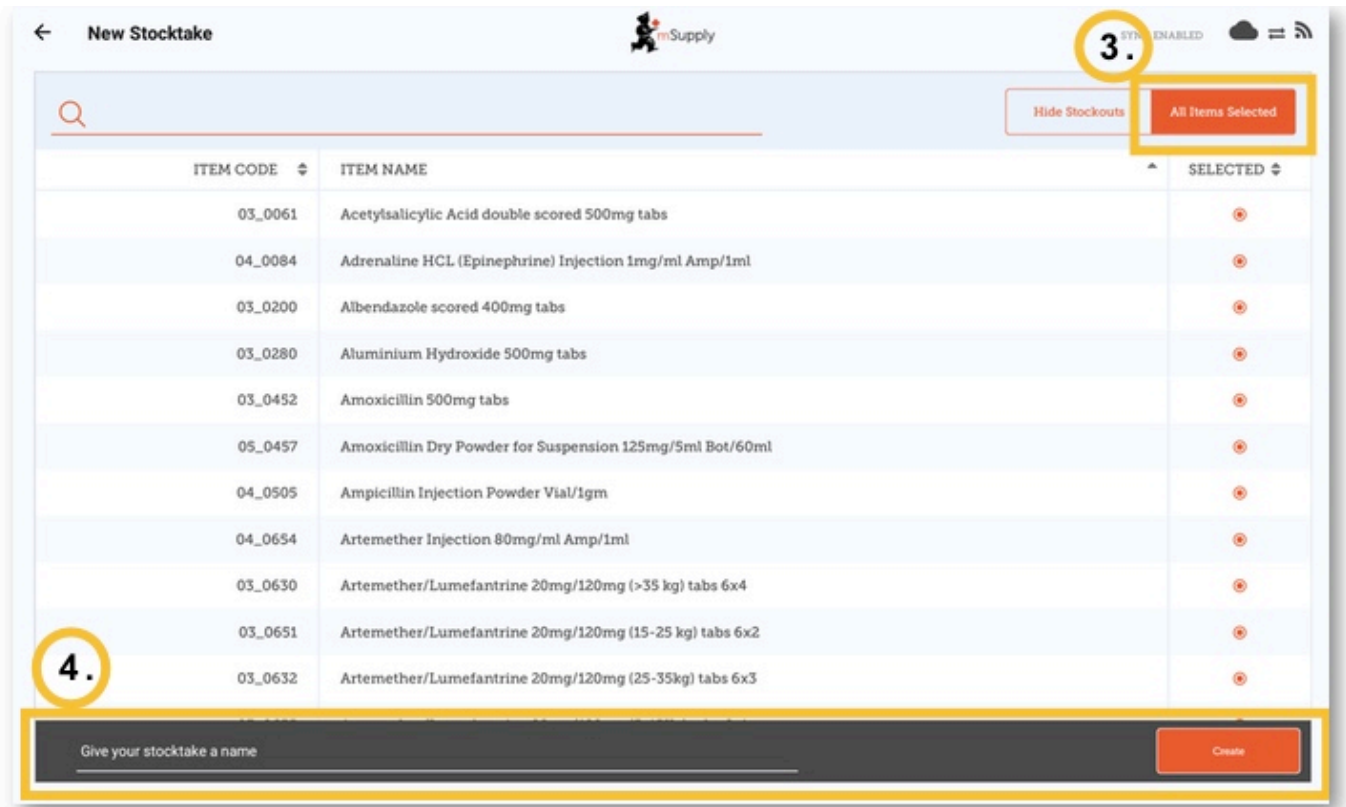 New Stocktake
mSupply
3.
ENABLED
Hide Stockouts
All Items Selected
ITEM CODE
ITEM NAME
SELECTED
03_0061 Acetylsalicylic Acid double scored 500mg tabs
04_0084 Adrenaline HCL (Epinephrine) Injection 1mg/ml Amp/1ml
03_0200 Albendazole scored 400mg tabs
03_0280 Aluminium Hydroxide 500mg tabs
03_0452 Amoxicillin 500mg tabs
05_0457 Amoxicillin Dry Powder for Suspension 125mg/5ml Bot/60ml
04_0505 Ampicillin Injection Powder Vial/1gm
04_0654 Artemether Injection 80mg/ml Amp/1ml
03_0630 Artemether/Lumefantrine 20mg/120mg (>35 kg) tabs 6x4
03_0651 Artemether/Lumefantrine 20mg/120mg (15-25 kg) tabs 6x2
4.
03_0632 Artemether/Lumefantrine 20mg/120mg (25-35kg) tabs 6x3
Give your stocktake a name
Create